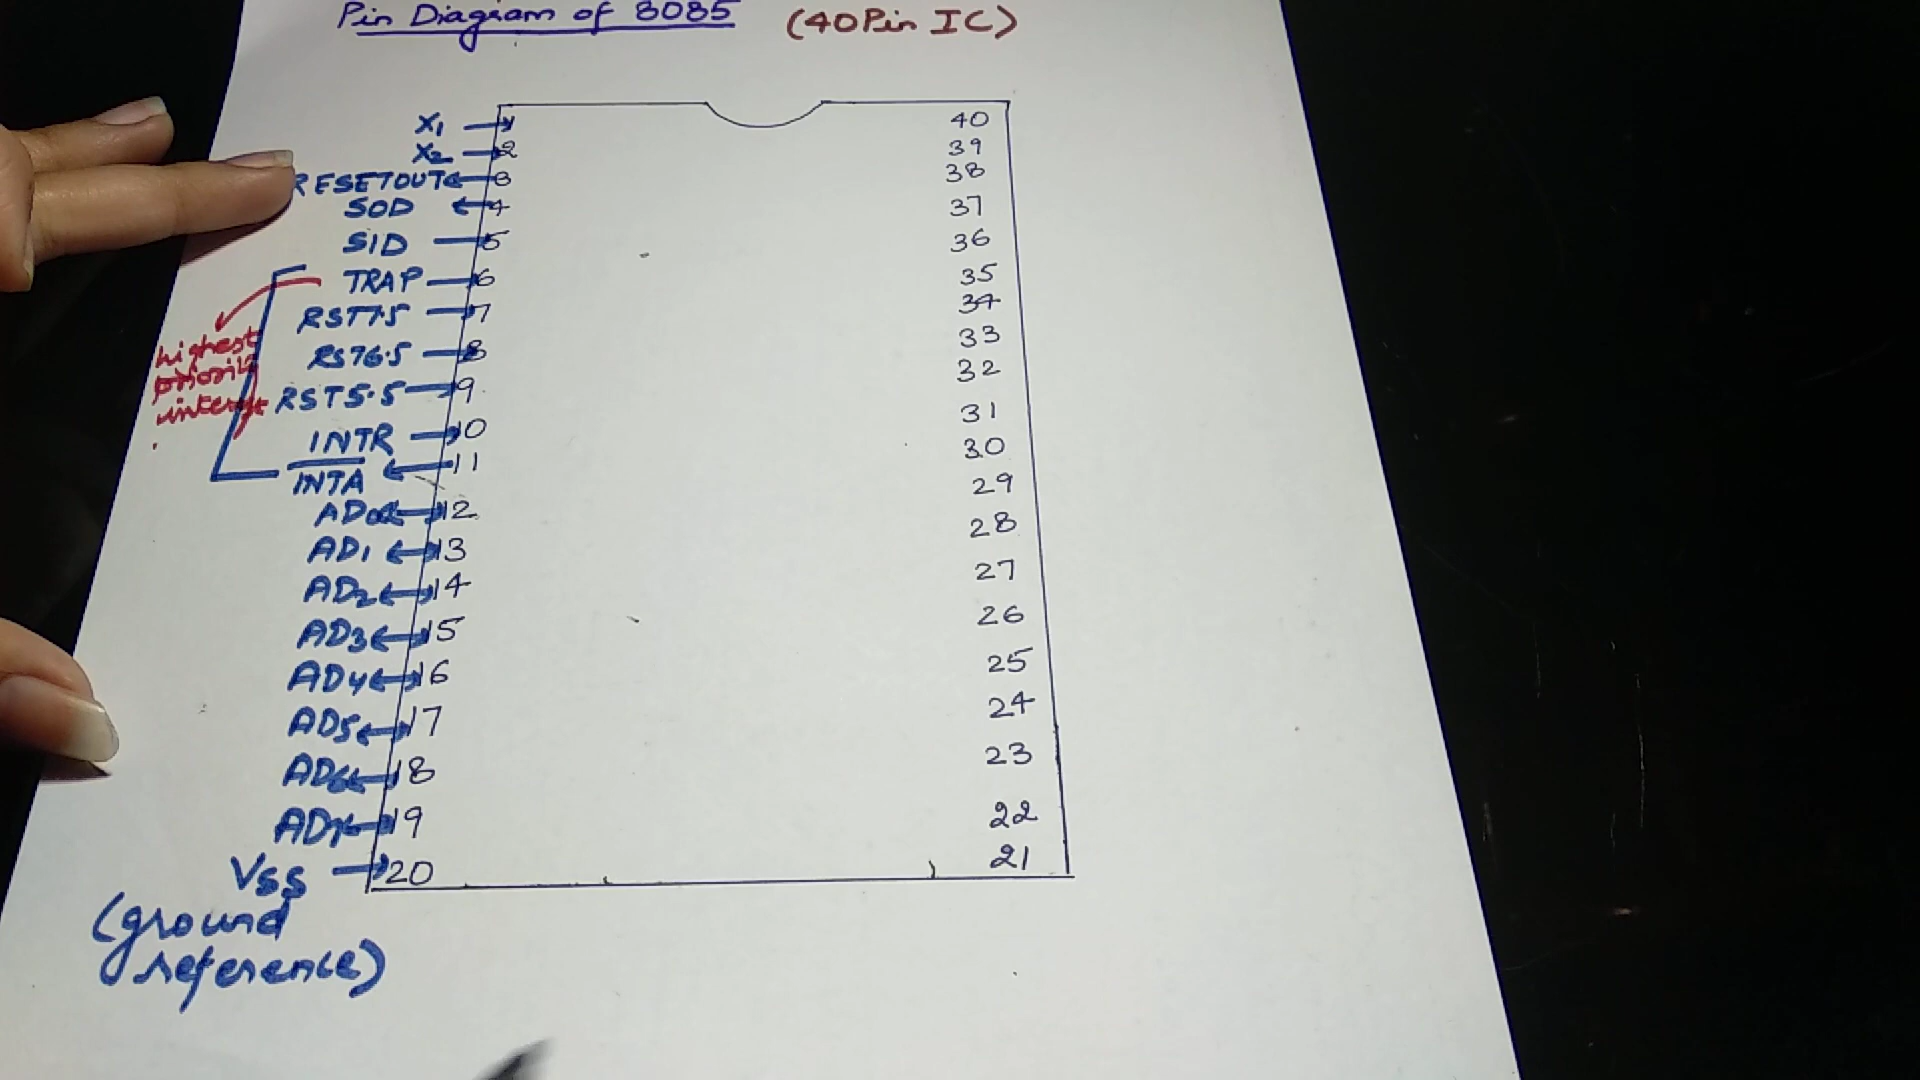 Pin Diagram of 8085 (40 Pin IC)
X1 1 40
X2 2 39
RESETOUT 3 38
SOD 4 37
SID 5 36
TRAP 6 35
RST7.5 7 34
highest
priority
RST6.5 8 33
RST5.5 9 32
INTR 10 31
INTA 11 30
AD0 12 29
AD1 13 28
AD2 14 27
AD3 15 26
AD4 16 25
AD5 17 24
AD6 18 23
AD7 19 22
VSS 20 21
(ground
reference)